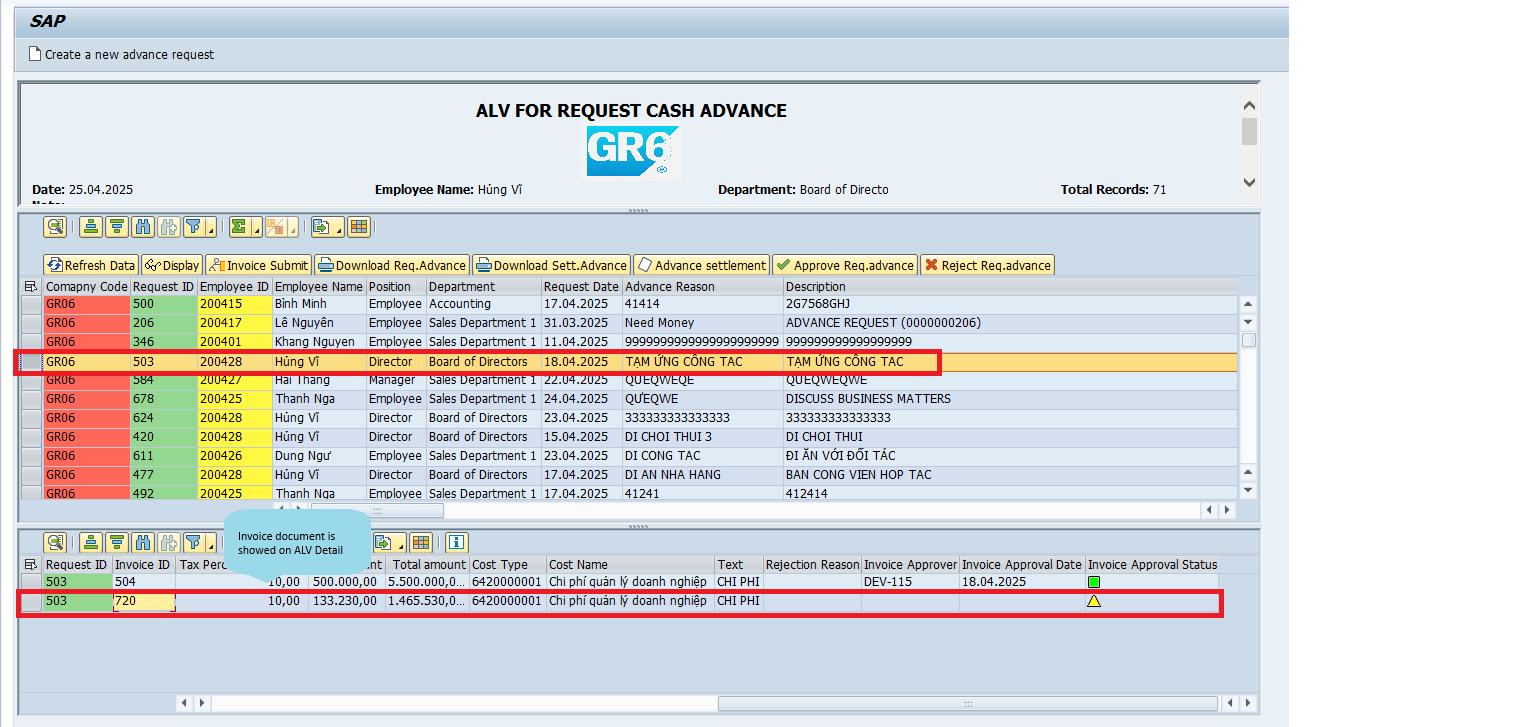 SAP
Create a new advance request
ALV FOR REQUEST CASH ADVANCE
GR6
Date: 25.04.2025 Employee Name: Hủng Vĩ Department: Board of Directo Total Records: 71
Refresh Data Display Invoice Submit Download Req.Advance Download Sett.Advance Advance settlement Approve Req.advance Reject Req.advance
Comapny Code Request ID Employee ID Employee Name Position Department Request Date Advance Reason Description
GR06 500 200415 Bình Minh Employee Accounting 17.04.2025 41414 2G7568GHJ
GR06 206 200417 Lê Nguyên Employee Sales Department 1 31.03.2025 Need Money ADVANCE REQUEST (0000000206)
GR06 346 200401 Khang Nguyen Employee Sales Department 1 11.04.2025
GR06 503 200428 Hủng Vĩ Director Board of Directors 18.04.2025 TẠM ỨNG CÔNG TAC TẠM ỨNG CÔNG TAC
GR06 584 200427 Hai Thang Manager Sales Department 1 22.04.2025 QUEQWEQE QUEQWEQWE
GR06 678 200425 Thanh Nga Employee Sales Department 1 24.04.2025 QƯEQWE DISCUSS BUSINESS MATTERS
GR06 624 200428 Hủng Vĩ Director Board of Directors 23.04.2025 333333333333333 333333333333333
GR06 420 200428 Hủng Vĩ Director Board of Directors 15.04.2025 DI CHOI THUI 3 DI CHOI THUI
GR06 611 200426 Dung Ngư Employee Sales Department 1 23.04.2025 DI CONG TAC ĐI ĂN VỚI ĐỐI TÁC
GR06 477 200428 Hủng Vĩ Director Board of Directors 17.04.2025 DI AN NHA HANG BAN CONG VIEN HOP TAC
GR06 492 200425 Thanh Nga Employee Sales Department 1 17.04.2025 41241 412414
Invoice document is
showed on ALV Detail
Request ID Invoice ID Tax Perc Total amount Cost Type Cost Name Text Rejection Reason Invoice Approver Invoice Approval Date Invoice Approval Status
503 504 10,00 500.000,00 5.500.000,0... 6420000001 Chi phí quản lý doanh nghiệp CHI PHI DEV-115 18.04.2025
503 720 10,00 133.230,00 1.465.530,0... 6420000001 Chi phí quản lý doanh nghiệp CHI PHI